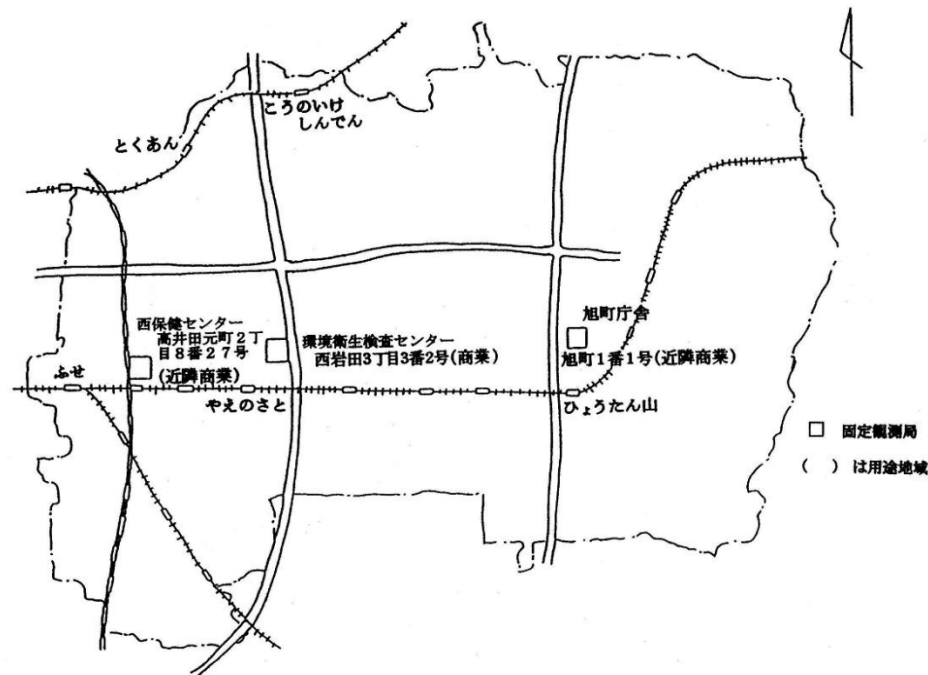 こうのいけ
しんでん
とくあん
西保健センター
高井田元町２丁
目８番２７号
(近隣商業)
環境衛生検査センター
西岩田3丁目3番2号(商業)
旭町庁舎
旭町１番１号(近隣商業)
ふせ
やえのさと
ひょうたん山
固定観測局
(　) は用途地域